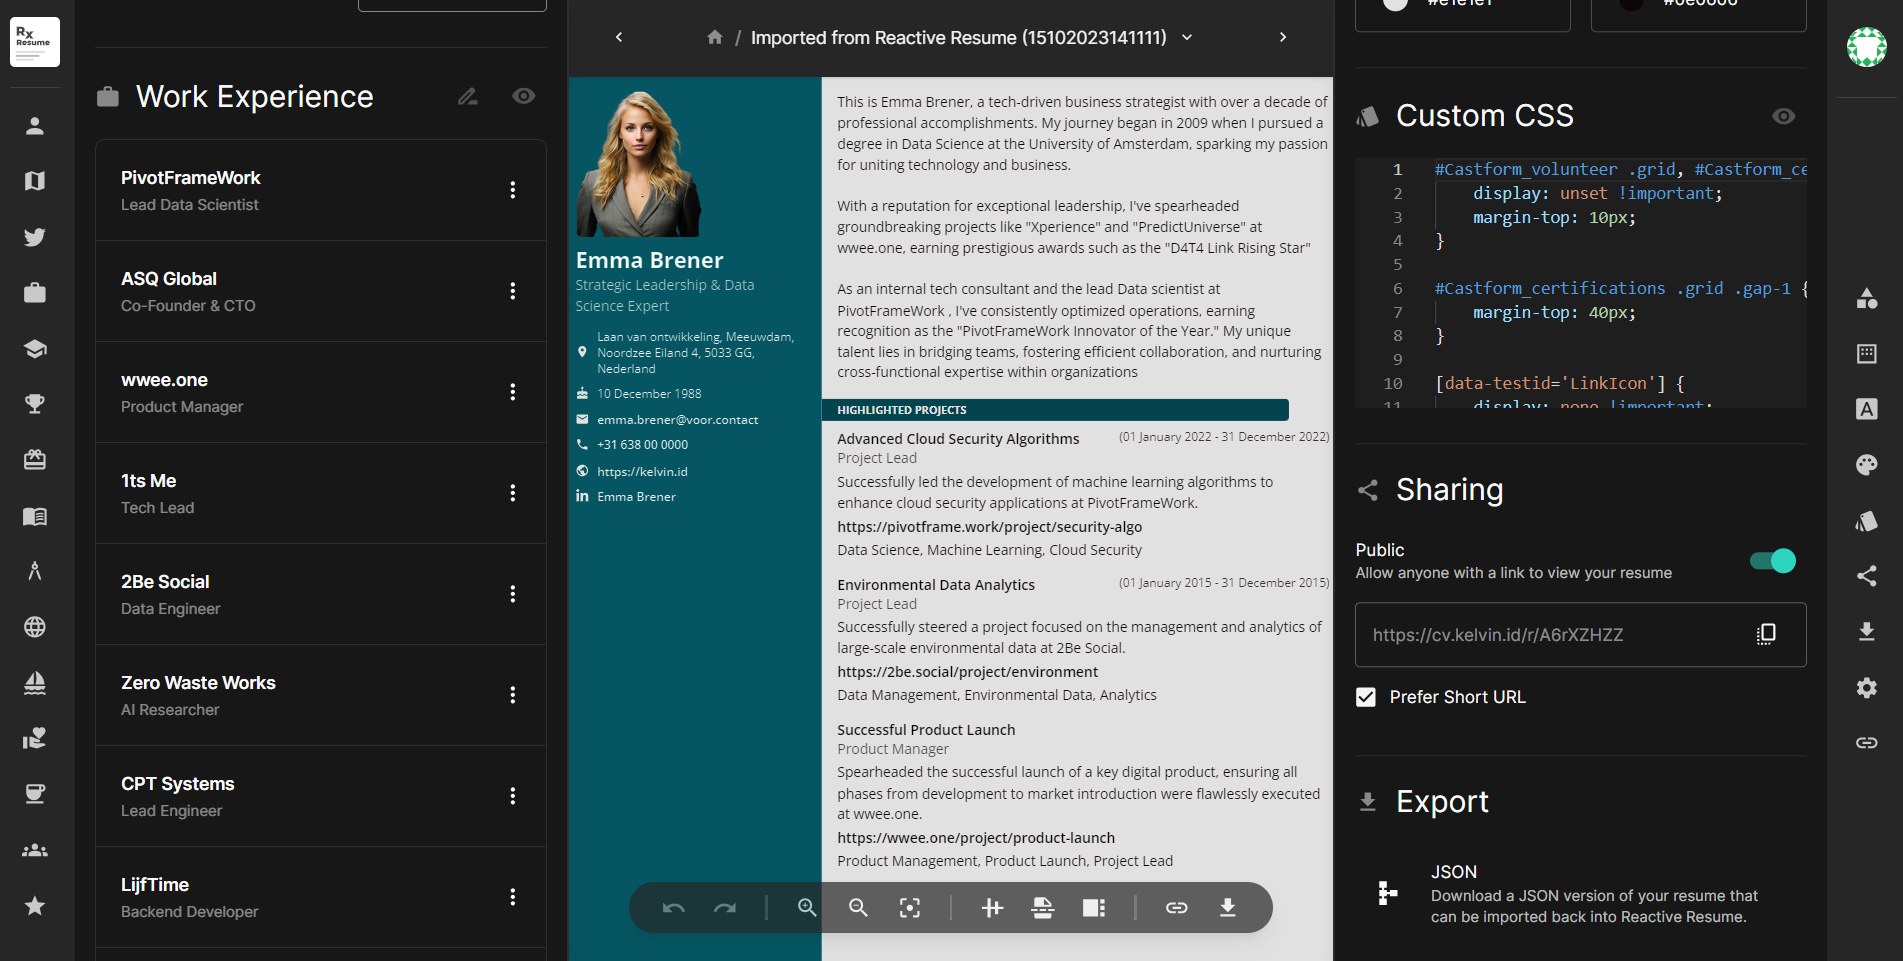 Rx
Resume
Work Experience
PivotFrameWork
Lead Data Scientist
ASQ Global
Co-Founder & CTO
wwee.one
Product Manager
1ts Me
Tech Lead
2Be Social
Data Engineer
Zero Waste Works
AI Researcher
CPT Systems
Lead Engineer
LijfTime
Backend Developer
/ Imported from Reactive Resume (15102023141111)
Emma Brener
Strategic Leadership & Data
Science Expert
Laan van ontwikkeling, Meeuwdam,
Noordzee Eiland 4, 5033 GG,
Nederland
10 December 1988
emma.brener@voor.contact
+31 638 00 0000
https://kelvin.id
Emma Brener
This is Emma Brener, a tech-driven business strategist with over a decade of
professional accomplishments. My journey began in 2009 when I pursued a
degree in Data Science at the University of Amsterdam, sparking my passion
for uniting technology and business.
With a reputation for exceptional leadership, I've spearheaded
groundbreaking projects like "Xperience" and "PredictUniverse" at
wwee.one, earning prestigious awards such as the "D4T4 Link Rising Star"
As an internal tech consultant and the lead Data scientist at
PivotFrameWork , I've consistently optimized operations, earning
recognition as the "PivotFrameWork Innovator of the Year." My unique
talent lies in bridging teams, fostering efficient collaboration, and nurturing
cross-functional expertise within organizations
HIGHLIGHTED PROJECTS
Advanced Cloud Security Algorithms (01 January 2022 - 31 December 2022)
Project Lead
Successfully led the development of machine learning algorithms to
enhance cloud security applications at PivotFrameWork.
https://pivotframe.work/project/security-algo
Data Science, Machine Learning, Cloud Security
Environmental Data Analytics (01 January 2015 - 31 December 2015)
Project Lead
Successfully steered a project focused on the management and analytics of
large-scale environmental data at 2Be Social.
https://2be.social/project/environment
Data Management, Environmental Data, Analytics
Successful Product Launch
Product Manager
Spearheaded the successful launch of a key digital product, ensuring all
phases from development to market introduction were flawlessly executed
at wwee.one.
https://wwee.one/project/product-launch
Product Management, Product Launch, Project Lead
#e1e1e1 #0e0006
Custom CSS
1 #Castform_volunteer .grid, #Castform_ce
2 display: unset !important;
3 margin-top: 10px;
4 }
5
6 #Castform_certifications .grid .gap-1 {
7 margin-top: 40px;
8 }
9
10 [data-testid='LinkIcon'] {
11 display: none !important;
Sharing
Public
Allow anyone with a link to view your resume
https://cv.kelvin.id/r/A6rXZHZZ
Prefer Short URL
Export
JSON
Download a JSON version of your resume that
can be imported back into Reactive Resume.